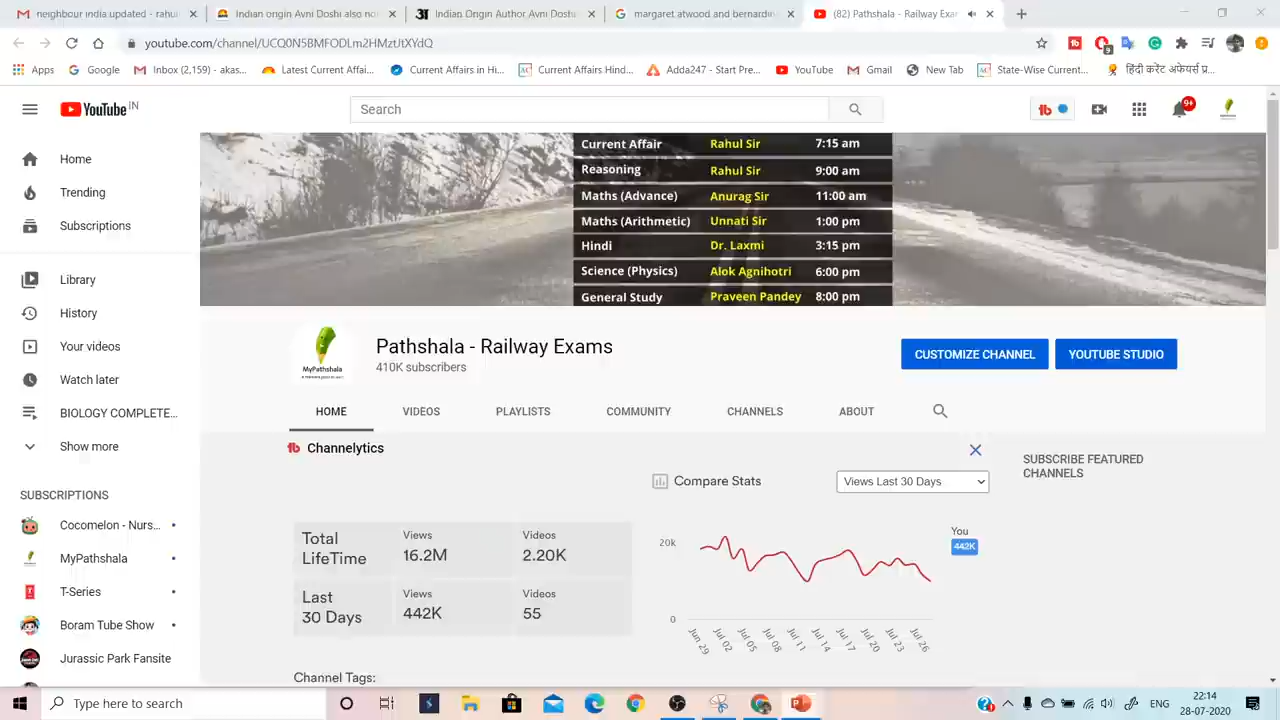 rahul.mypathshala@gmail.com
Indian origin Avni Doshi also no
Indian Origin Author Avni Doshi
margaret atwood and bernardin
(82) Pathshala - Railway Exam
youtube.com/channel/UCQ0N5BMFODLm2HMztJtXYdQ
9
Apps
Google
Inbox (2,159) - akas...
Latest Current Affai...
Current Affairs in Hi...
Current Affairs Hind...
Adda247 - Start Pre...
YouTube
Gmail
New Tab
State-Wise Current...
हिंदी करेंट अफेयर्स प्र...
YouTube IN
Search
tb
9+
Home
Trending
Subscriptions
Library
History
Your videos
Watch later
BIOLOGY COMPLETE...
Show more
SUBSCRIPTIONS
Cocomelon - Nurs...
MyPathshala
T-Series
Boram Tube Show
Jurassic Park Fansite
Current Affair Rahul Sir 7:15 am
Reasoning Rahul Sir 9:00 am
Maths (Advance) Anurag Sir 11:00 am
Maths (Arithmetic) Unnati Sir 1:00 pm
Hindi Dr. Laxmi 3:15 pm
Science (Physics) Alok Agnihotri 6:00 pm
General Study Praveen Pandey 8:00 pm
MyPathshala
Pathshala - Railway Exams
410K subscribers
CUSTOMIZE CHANNEL
YOUTUBE STUDIO
HOME
VIDEOS
PLAYLISTS
COMMUNITY
CHANNELS
ABOUT
tb Channelytics
SUBSCRIBE FEATURED
CHANNELS
Compare Stats
Views Last 30 Days
Total
LifeTime
Views
16.2M
Videos
2.20K
Last
30 Days
Views
442K
Videos
55
20k
0
You
442K
Jun 29
Jul 02
Jul 05
Jul 08
Jul 11
Jul 14
Jul 17
Jul 20
Jul 23
Jul 26
Channel Tags:
Type here to search
ENG
22:14
28-07-2020